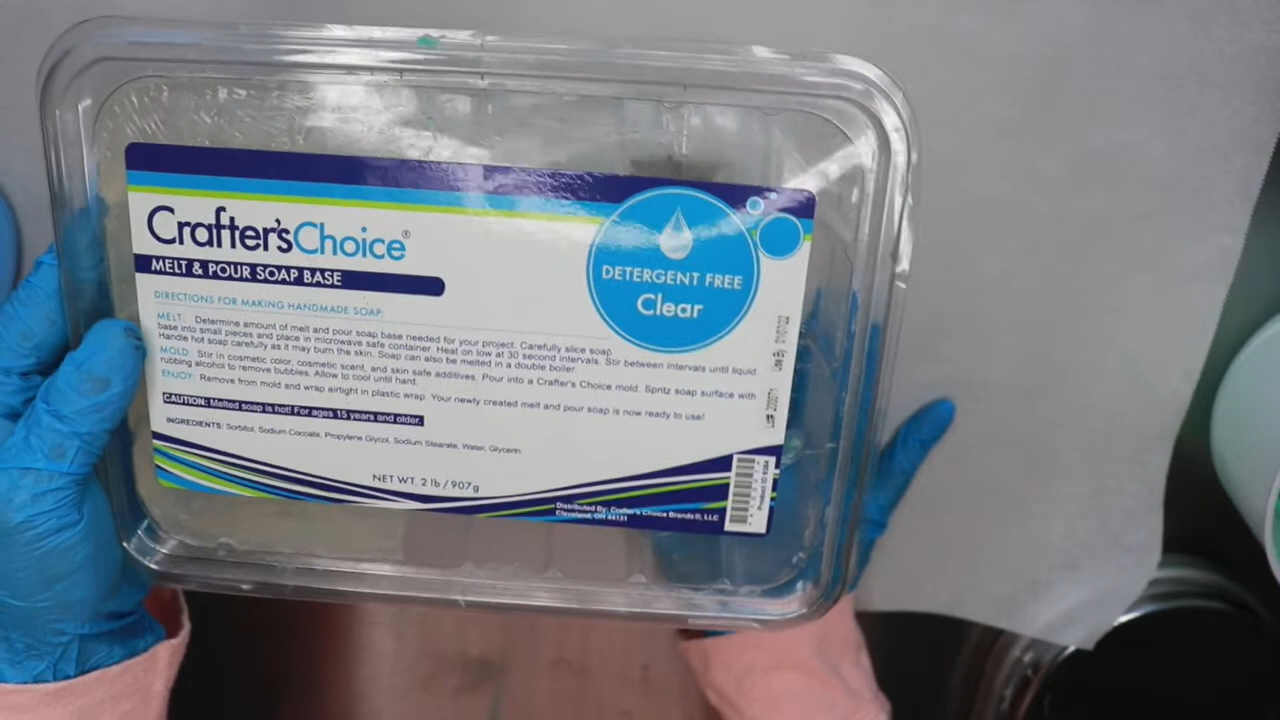 Crafter'sChoice®
MELT & POUR SOAP BASE
DETERGENT FREE
Clear
DIRECTIONS FOR MAKING HANDMADE SOAP:
MELT: Determine amount of melt and pour soap base needed for your project. Carefully slice soap
base into small pieces and place in microwave safe container. Heat on low at 30 second intervals. Stir between intervals until liquid.
Handle hot soap carefully as it may burn the skin. Soap can also be melted in a double boiler.
MOLD: Stir in cosmetic color, cosmetic scent, and skin safe additives. Pour into a Crafter's Choice mold. Spritz soap surface with
rubbing alcohol to remove bubbles. Allow to cool until hard.
ENJOY: Remove from mold and wrap airtight in plastic wrap. Your newly created melt and pour soap is now ready to use!
CAUTION: Melted soap is hot! For ages 15 years and older.
INGREDIENTS: Sorbitol, Sodium Cocoate, Propylene Glycol, Sodium Stearate, Water, Glycerin
NET WT. 2 lb / 907g
Distributed By: Crafter's Choice Brands®, LLC
Cleveland, OH 44131
Use By
Product ID